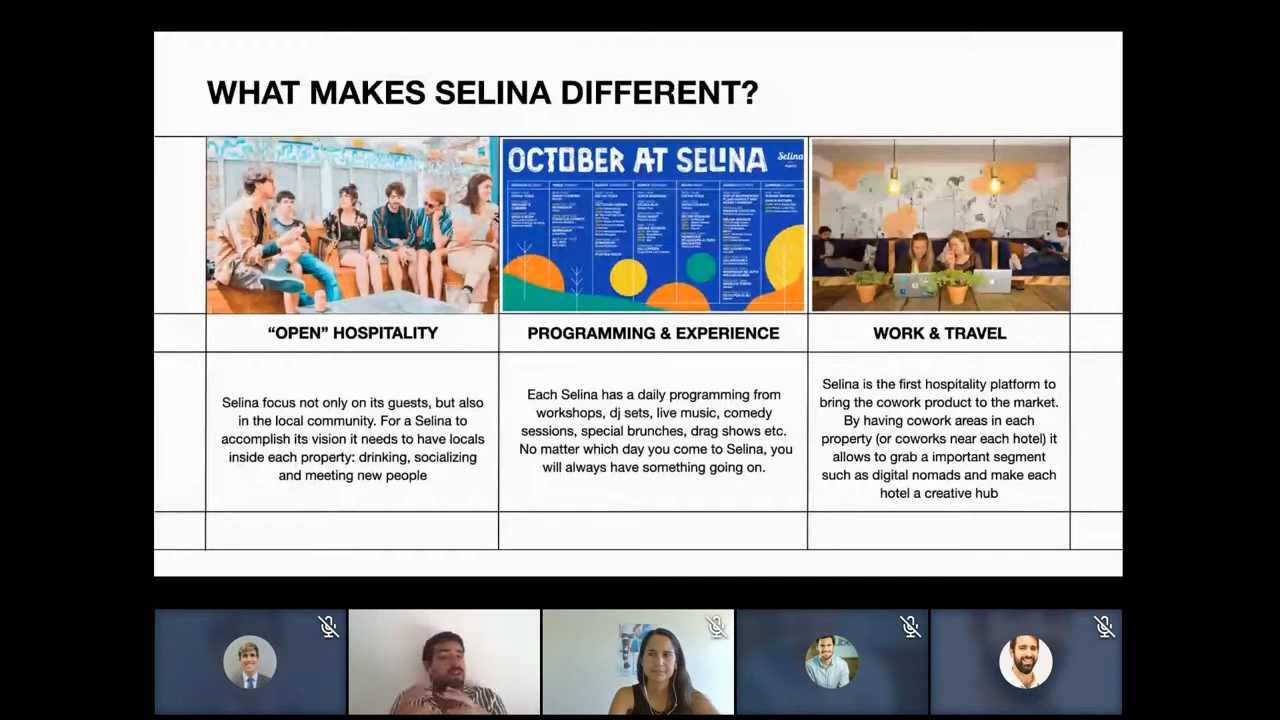 WHAT MAKES SELINA DIFFERENT?
OCTOBER AT SELINA
Selina
"OPEN" HOSPITALITY
PROGRAMMING & EXPERIENCE
WORK & TRAVEL
Selina focus not only on its guests, but also
in the local community. For a Selina to
accomplish its vision it needs to have locals
inside each property: drinking, socializing
and meeting new people
Each Selina has a daily programming from
workshops, dj sets, live music, comedy
sessions, special brunches, drag shows etc.
No matter which day you come to Selina, you
will always have something going on.
Selina is the first hospitality platform to
bring the cowork product to the market.
By having cowork areas in each
property (or coworks near each hotel) it
allows to grab a important segment
such as digital nomads and make each
hotel a creative hub